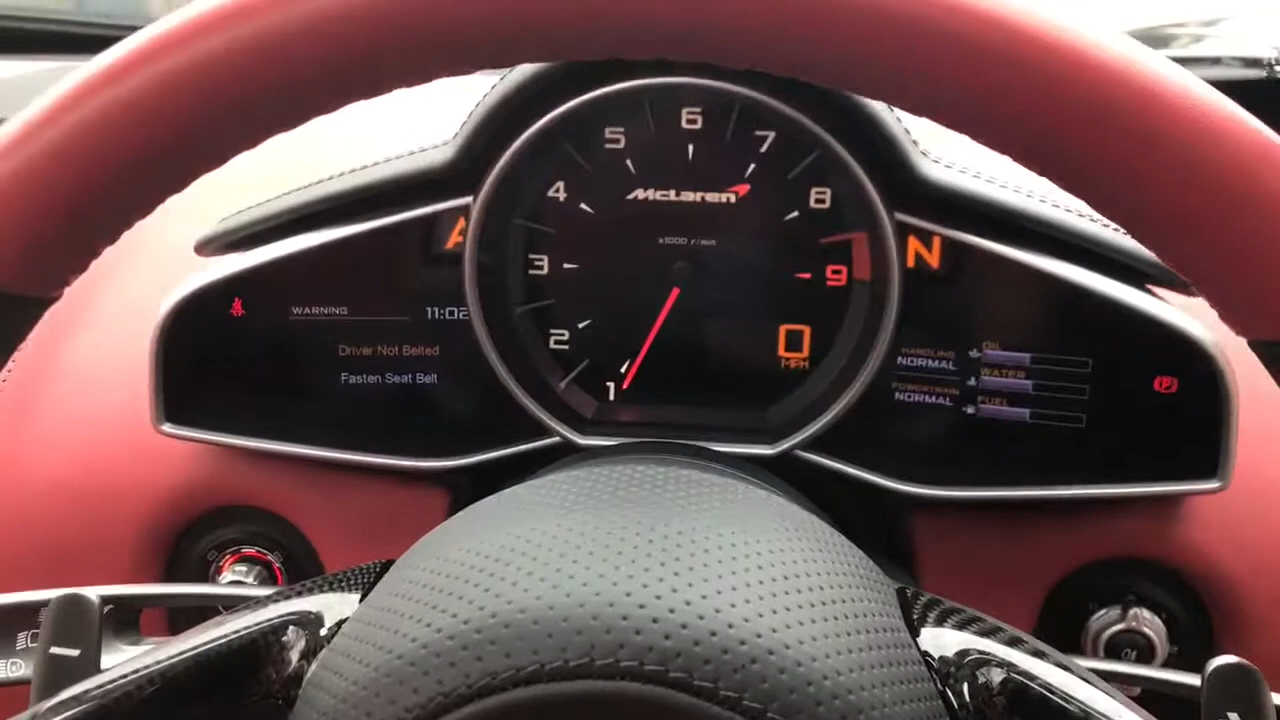 A
WARNING 11:02
Driver Not Belted
Fasten Seat Belt
1
2
3
4
5
6
7
8
9
McLaren
x1000 r/min
0
MPH
N
HANDLING
NORMAL
POWERTRAIN
NORMAL
OIL
WATER
FUEL
(P)